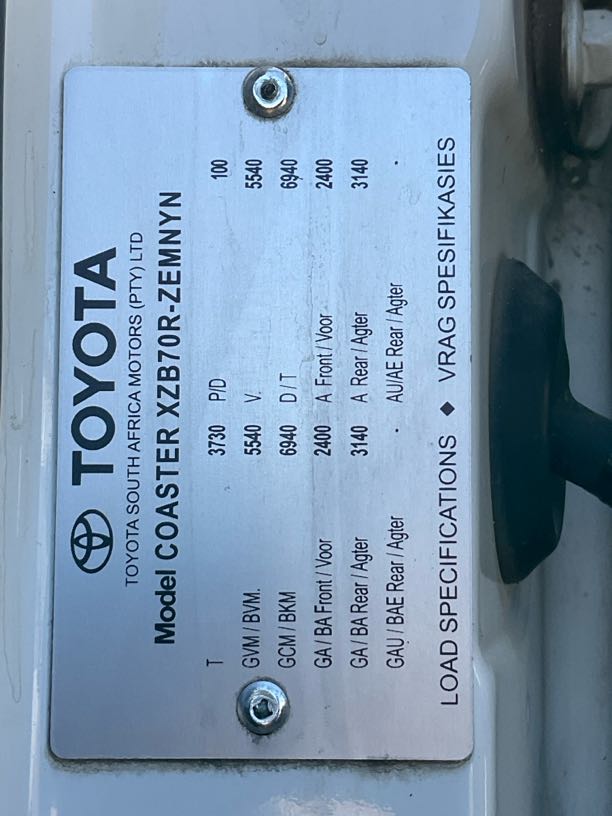 TOYOTA
TOYOTA SOUTH AFRICA MOTORS (PTY) LTD
Model COASTER XZB70R-ZEMNYN
T 3730 P/D 100
GVM / BVM. 5540 V. 5540
GCM / BKM 6940 D / T 6940
GA / BA Front / Voor 2400 A Front / Voor 2400
GA / BA Rear / Agter 3140 A Rear / Agter 3140
GAU / BAE Rear / Agter . AU/AE Rear / Agter .
LOAD SPECIFICATIONS ◆ VRAG SPESIFIKASIES